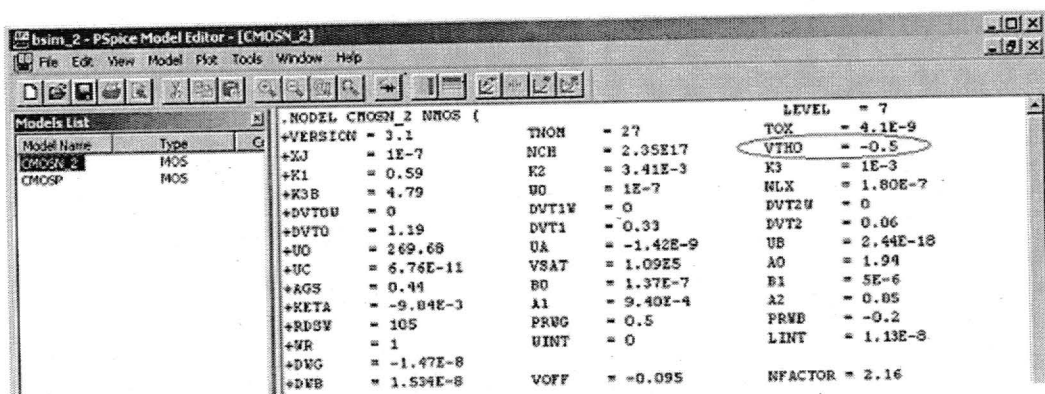 bsim_2 - PSpice Model Editor - [CMOSN_2]
File Edit View Model Plot Tools Window Help
Models List
Model Name Type
CMOSN_2 MOS
CMOSP MOS
.MODEL CMOSN_2 NMOS ( LEVEL = 7
+VERSION = 3.1 TNOM = 27 TOX = 4.1E-9
+XJ = 1E-7 NCH = 2.35E17 VTHO = -0.5
+K1 = 0.59 K2 = 3.41E-3 K3 = 1E-3
+K3B = 4.79 W0 = 1E-7 NLX = 1.80E-7
+DVT0W = 0 DVT1W = 0 DVT2W = 0
+DVT0 = 1.19 DVT1 = 0.33 DVT2 = 0.06
+U0 = 269.68 UA = -1.42E-9 UB = 2.44E-18
+UC = 6.76E-11 VSAT = 1.09E5 A0 = 1.94
+AGS = 0.44 B0 = 1.37E-7 B1 = 5E-6
+KETA = -9.84E-3 A1 = 9.40E-4 A2 = 0.85
+RDSW = 105 PRWG = 0.5 PRWB = -0.2
+WR = 1 WINT = 0 LINT = 1.13E-8
+DWG = -1.47E-8
+DWB = 1.534E-8 VOFF = -0.095 NFACTOR = 2.16